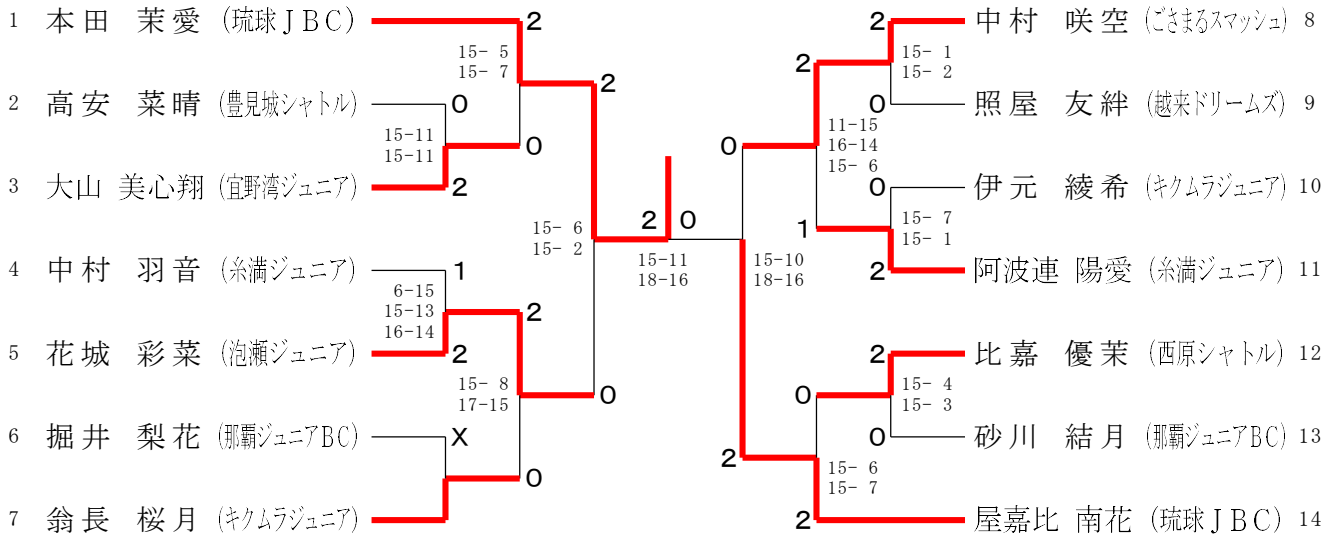 1 本田 茉愛 (琉球JBC) 2
15- 5
15- 7
2
2 高安 菜晴 (豊見城シャトル) 0
15-11
15-11
0
3 大山 美心翔 (宜野湾ジュニア) 2
15- 6
15- 2
4 中村 羽音 (糸満ジュニア) 1
6-15
15-13
16-14
2
5 花城 彩菜 (泡瀬ジュニア) 2
15- 8
17-15
0
6 掘井 梨花 (那覇ジュニアBC) X
0
7 翁長 桜月 (キクムラジュニア)
2 0
15-11
18-16
2 中村 咲空 (ごさまるスマッシュ) 8
15- 1
15- 2
2
0 照屋 友絆 (越来ドリームズ) 9
11-15
16-14
15- 6
0
0 伊元 綾希 (キクムラジュニア) 10
15- 7
15- 1
1
2 阿波連 陽愛 (糸満ジュニア) 11
15-10
18-16
2 比嘉 優茉 (西原シャトル) 12
15- 4
15- 3
0
0 砂川 結月 (那覇ジュニアBC) 13
2
15- 6
15- 7
2 屋嘉比 南花 (琉球JBC) 14